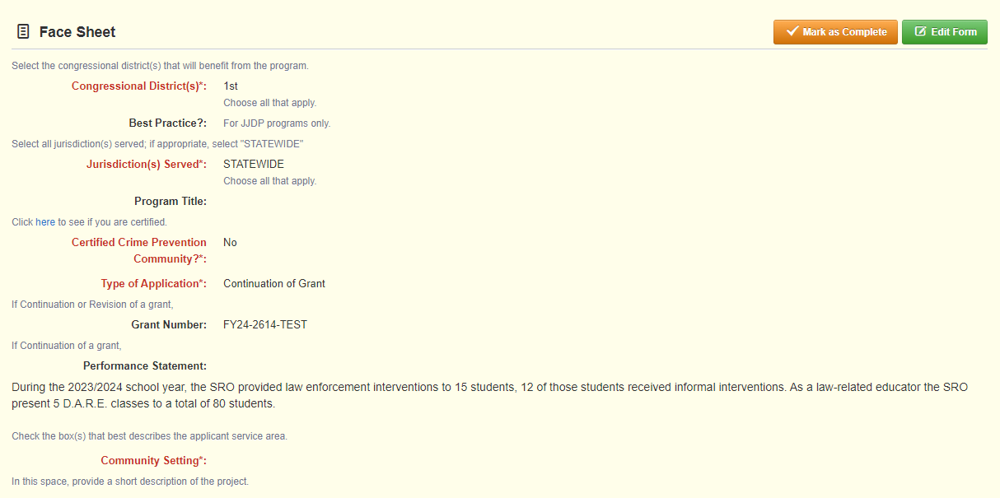 Face Sheet
Mark as Complete
Edit Form
Select the congressional district(s) that will benefit from the program.
Congressional District(s)*: 1st
Choose all that apply.
Best Practice?: For JJDP programs only.
Select all jurisdiction(s) served; if appropriate, select "STATEWIDE"
Jurisdiction(s) Served*: STATEWIDE
Choose all that apply.
Program Title:
Click here to see if you are certified.
Certified Crime Prevention No
Community?*:
Type of Application*: Continuation of Grant
If Continuation or Revision of a grant,
Grant Number: FY24-2614-TEST
If Continuation of a grant,
Performance Statement:
During the 2023/2024 school year, the SRO provided law enforcement interventions to 15 students, 12 of those students received informal interventions. As a law-related educator the SRO
present 5 D.A.R.E. classes to a total of 80 students.
Check the box(s) that best describes the applicant service area.
Community Setting*:
In this space, provide a short description of the project.